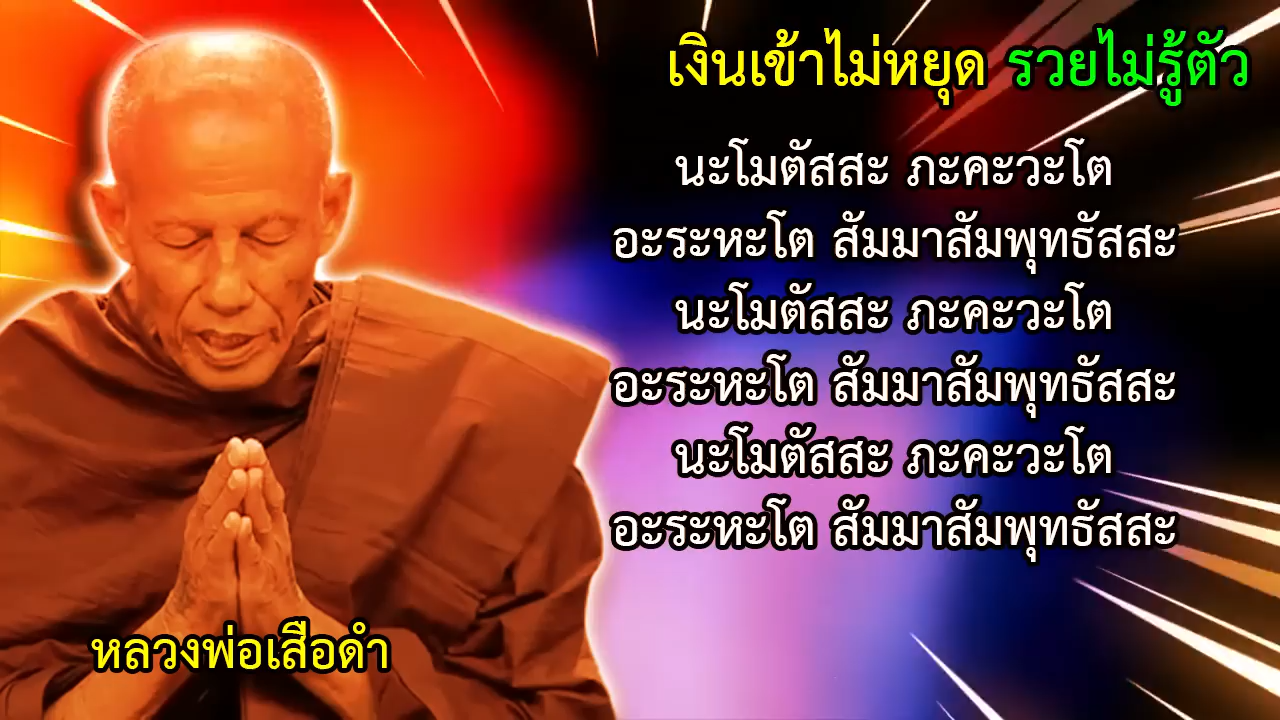 เงินเข้าไม่หยุด รวยไม่รู้ตัว
นะโมตัสสะ ภะคะวะโต
อะระหะโต สัมมาสัมพุทธัสสะ
นะโมตัสสะ ภะคะวะโต
อะระหะโต สัมมาสัมพุทธัสสะ
นะโมตัสสะ ภะคะวะโต
อะระหะโต สัมมาสัมพุทธัสสะ
หลวงพ่อเสือดำ